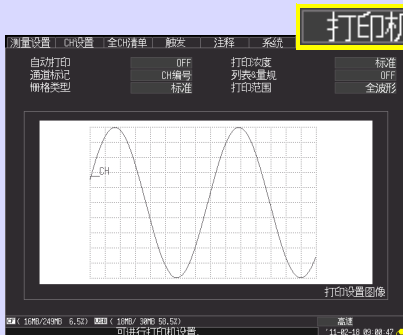 打印机
测量设置 CH设置 全CH清单 触发 注释 系统
自动打印 OFF 打印浓度 标准
通道标记 CH编号 列表&量规 OFF
栅格类型 标准 打印范围 全波形
CH
打印设置图像
CF( 16MB/249MB 6.5%) USB( 18MB/ 30MB 58.5%) 高速
可进行打印机设置. '11-02-18 09:00:47